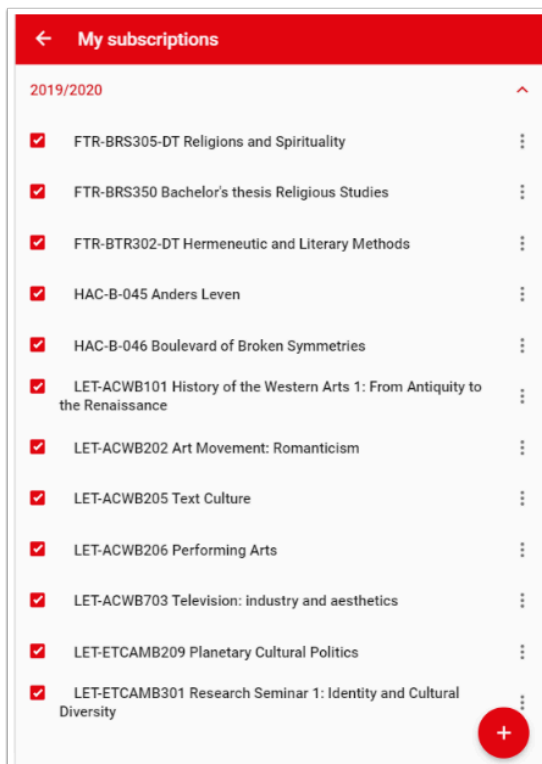 My subscriptions
2019/2020
FTR-BRS305-DT Religions and Spirituality
FTR-BRS350 Bachelor's thesis Religious Studies
FTR-BTR302-DT Hermeneutic and Literary Methods
HAC-B-045 Anders Leven
HAC-B-046 Boulevard of Broken Symmetries
LET-ACWB101 History of the Western Arts 1: From Antiquity to
the Renaissance
LET-ACWB202 Art Movement: Romanticism
LET-ACWB205 Text Culture
LET-ACWB206 Performing Arts
LET-ACWB703 Television: industry and aesthetics
LET-ETCAMB209 Planetary Cultural Politics
LET-ETCAMB301 Research Seminar 1: Identity and Cultural
Diversity